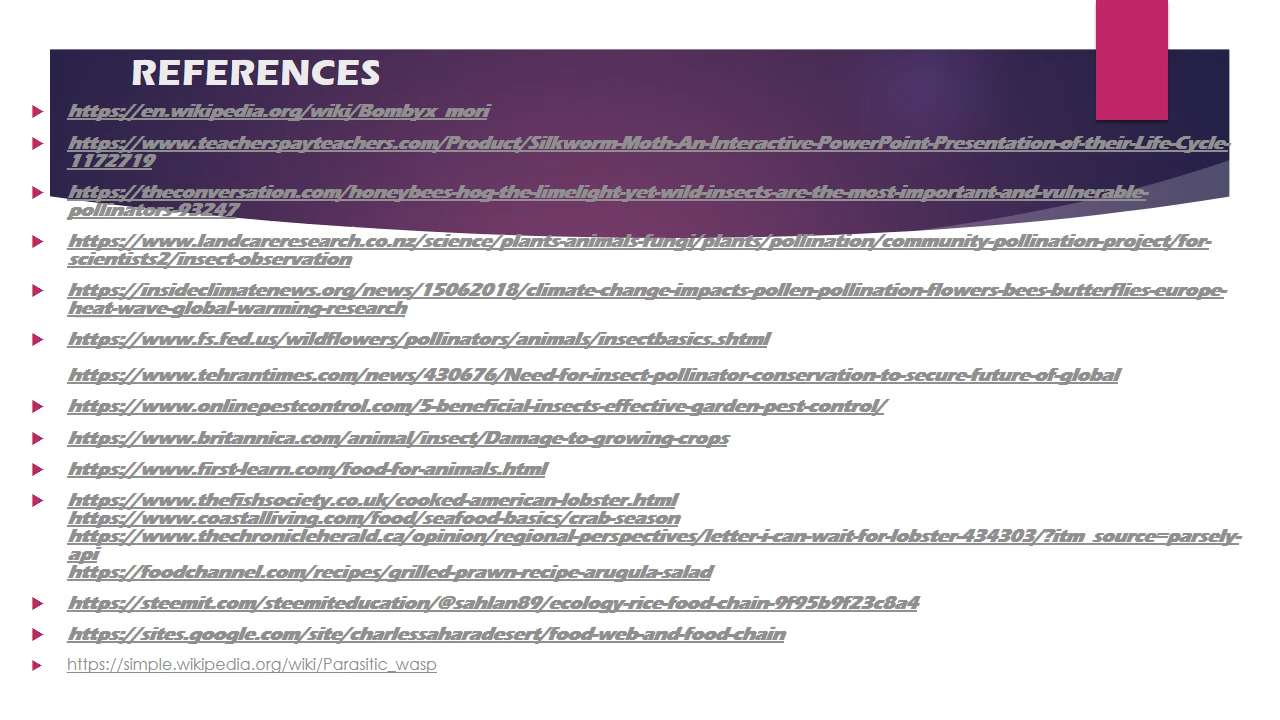 REFERENCES
https://en.wikipedia.org/wiki/Bombyx_mori
https://www.teacherspayteachers.com/Product/Silkworm-Moth-An-Interactive-PowerPoint-Presentation-of-their-Life-Cycle-
1172719
https://theconversation.com/honeybees-hog-the-limelight-yet-wild-insects-are-the-most-important-and-vulnerable-
pollinators-93247
https://www.landcareresearch.co.nz/science/plants-animals-fungi/plants/pollination/community-pollination-project/for-
scientists2/insect-observation
https://insideclimatenews.org/news/15062018/climate-change-impacts-pollen-pollination-flowers-bees-butterflies-europe-
heat-wave-global-warming-research
https://www.fs.fed.us/wildflowers/pollinators/animals/insectbasics.shtml
https://www.tehrantimes.com/news/430676/Need-for-insect-pollinator-conservation-to-secure-future-of-global
https://www.onlinepestcontrol.com/5-beneficial-insects-effective-garden-pest-control/
https://www.britannica.com/animal/insect/Damage-to-growing-crops
https://www.first-learn.com/food-for-animals.html
https://www.thefishsociety.co.uk/cooked-american-lobster.html
https://www.coastalliving.com/food/seafood-basics/crab-season
https://www.thechronicleherald.ca/opinion/regional-perspectives/letter-i-can-wait-for-lobster-434303/?itm_source=parsely-
api
https://foodchannel.com/recipes/grilled-prawn-recipe-arugula-salad
https://steemit.com/steemiteducation/@sahlan89/ecology-rice-food-chain-9f95b9f23c8a4
https://sites.google.com/site/charlessaharadesert/food-web-and-food-chain
https://simple.wikipedia.org/wiki/Parasitic_wasp